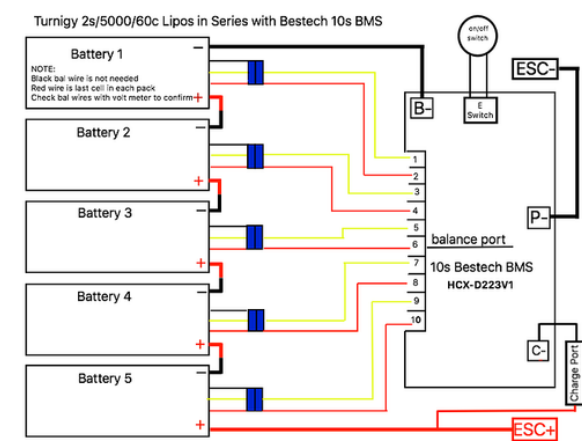 Turnigy 2s/5000/60c Lipos in Series with Bestech 10s BMS
on/off
switch
Battery 1
−
NOTE:
Black bal wire is not needed
Red wire is last cell in each pack
Check bal wires with volt meter to confirm
+
ESC-
B-
E
Switch
Battery 2
−
+
1
2
3
4
5
6
7
8
9
10
Battery 3
−
+
P-
balance port
10s Bestech BMS
HCX-D223V1
Battery 4
−
+
C-
Charge Port
Battery 5
−
+
ESC+